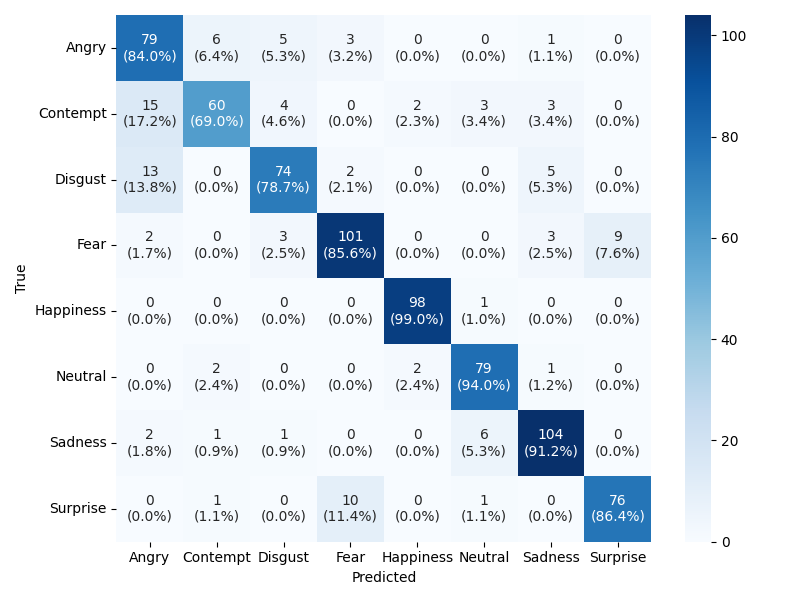 Angry 79 6 5 3 0 0 1 0
(84.0%) (6.4%) (5.3%) (3.2%) (0.0%) (0.0%) (1.1%) (0.0%)
Contempt 15 60 4 0 2 3 3 0
(17.2%) (69.0%) (4.6%) (0.0%) (2.3%) (3.4%) (3.4%) (0.0%)
Disgust 13 0 74 2 0 0 5 0
(13.8%) (0.0%) (78.7%) (2.1%) (0.0%) (0.0%) (5.3%) (0.0%)
Fear 2 0 3 101 0 0 3 9
(1.7%) (0.0%) (2.5%) (85.6%) (0.0%) (0.0%) (2.5%) (7.6%)
Happiness 0 0 0 0 98 1 0 0
(0.0%) (0.0%) (0.0%) (0.0%) (99.0%) (1.0%) (0.0%) (0.0%)
Neutral 0 2 0 0 2 79 1 0
(0.0%) (2.4%) (0.0%) (0.0%) (2.4%) (94.0%) (1.2%) (0.0%)
Sadness 2 1 1 0 0 6 104 0
(1.8%) (0.9%) (0.9%) (0.0%) (0.0%) (5.3%) (91.2%) (0.0%)
Surprise 0 1 0 10 0 1 0 76
(0.0%) (1.1%) (0.0%) (11.4%) (0.0%) (1.1%) (0.0%) (86.4%)
Angry Contempt Disgust Fear Happiness Neutral Sadness Surprise
Predicted
True
100
80
60
40
20
0